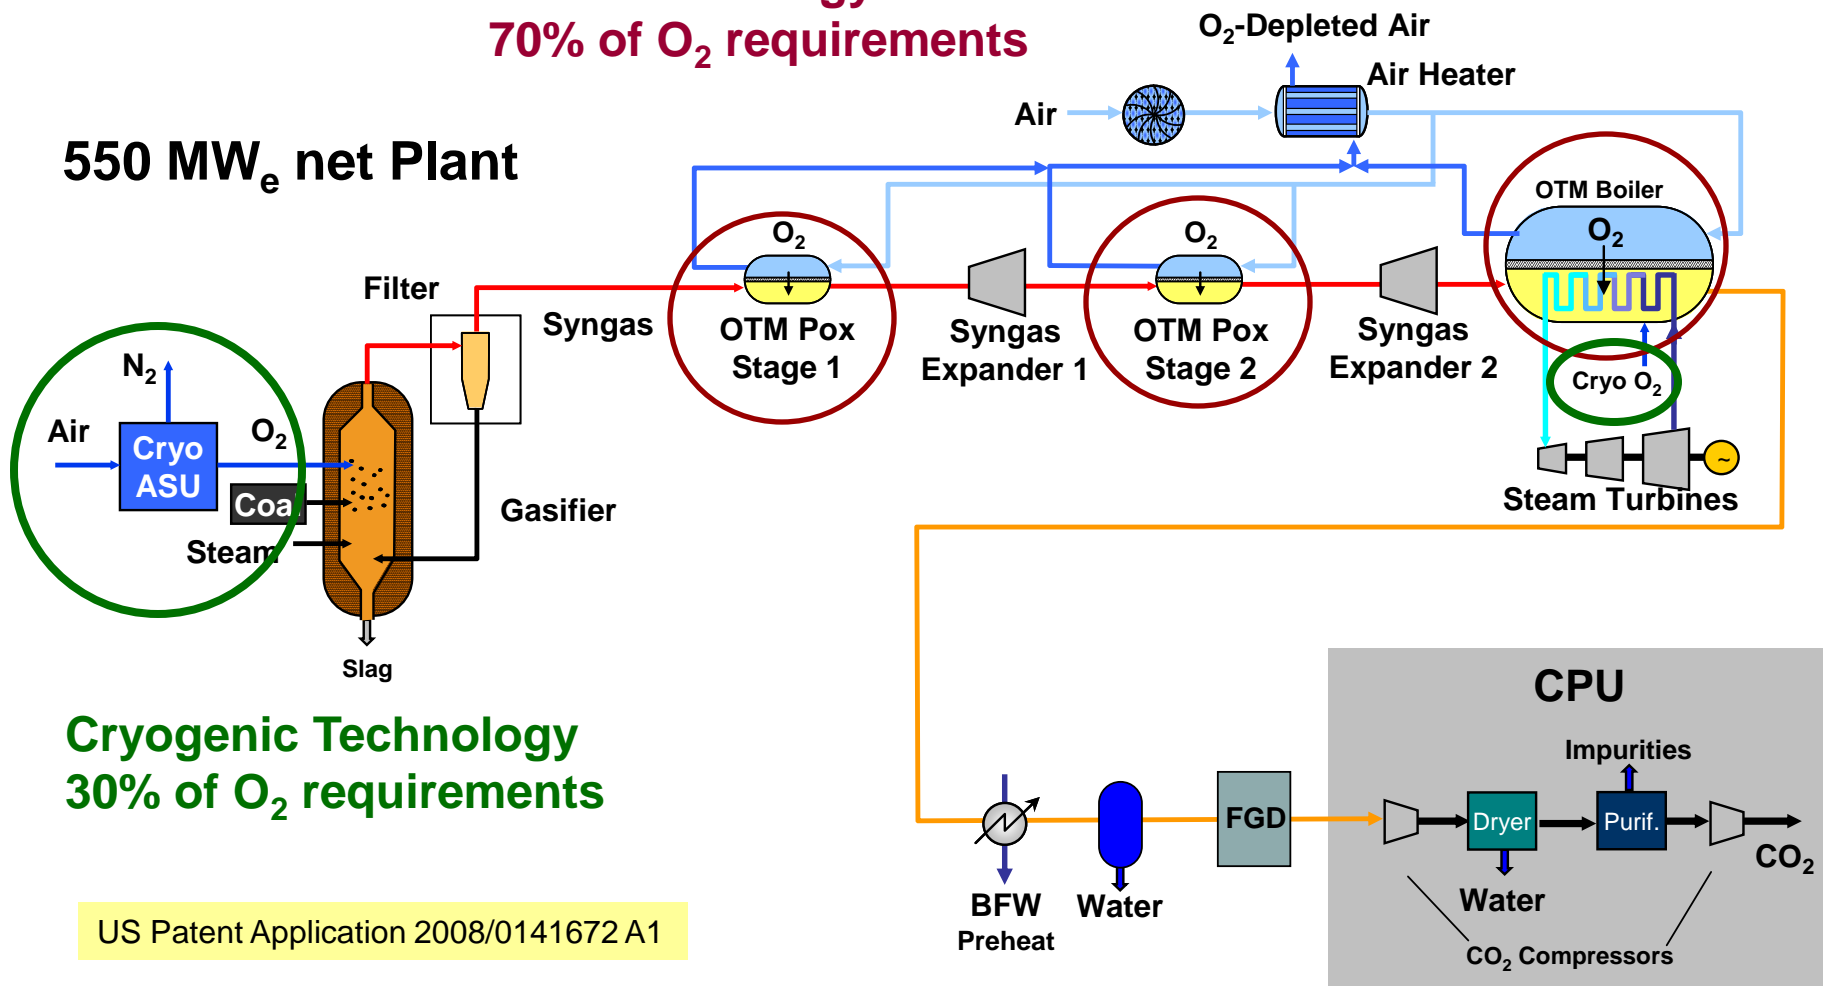 70% of O₂ requirements
O₂-Depleted Air
Air Heater
Air
550 MWₑ net Plant
OTM Boiler
O₂
O₂
O₂
Filter
Syngas
OTM Pox
Stage 1
Syngas
Expander 1
OTM Pox
Stage 2
Syngas
Expander 2
Cryo O₂
N₂
Air
O₂
Cryo
ASU
Coal
Steam
Gasifier
~
Steam Turbines
Slag
Cryogenic Technology
30% of O₂ requirements
CPU
Impurities
FGD
Dryer
Purif.
CO₂
BFW
Preheat
Water
Water
CO₂ Compressors
US Patent Application 2008/0141672 A1